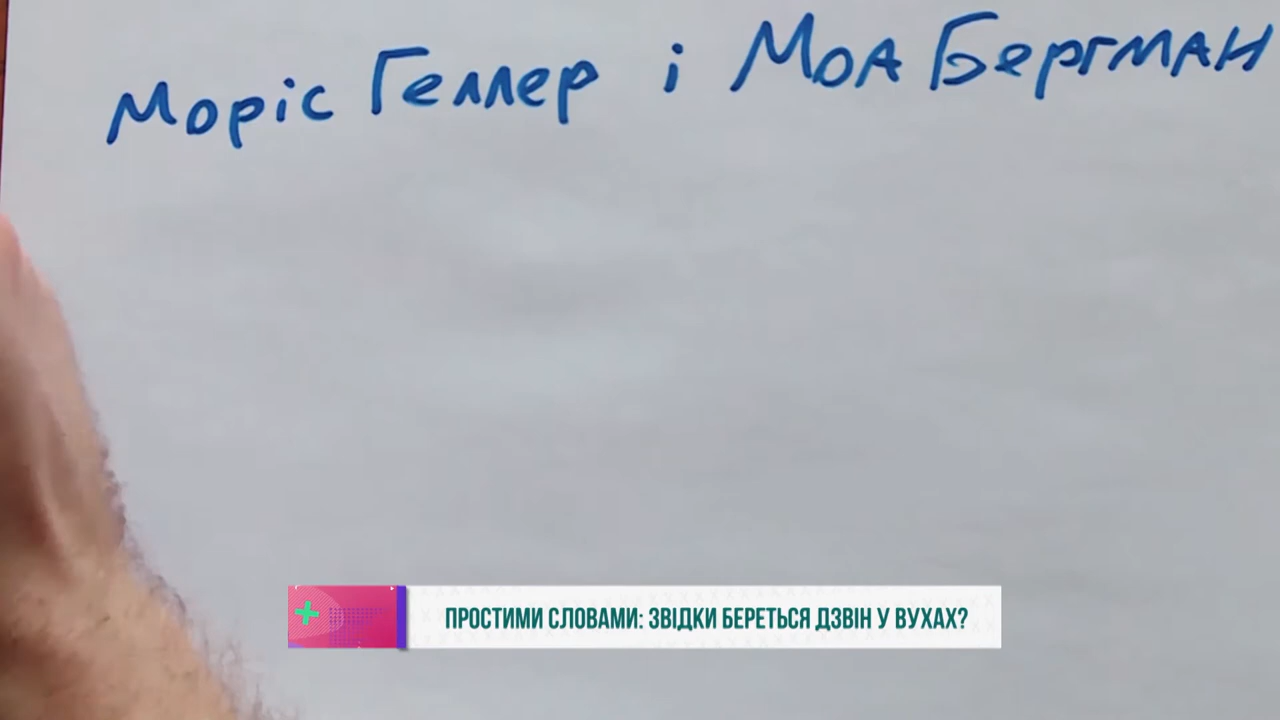 Моріс Геллер і Моа Бергман
ПРОСТИМИ СЛОВАМИ: ЗВІДКИ БЕРЕТЬСЯ ДЗВІН У ВУХАХ?